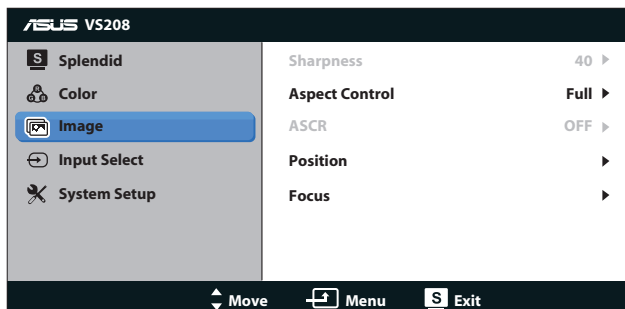 ASUS VS208
S Splendid
Color
Image
Input Select
System Setup
Sharpness 40
Aspect Control Full
ASCR OFF
Position
Focus
Move Menu S Exit